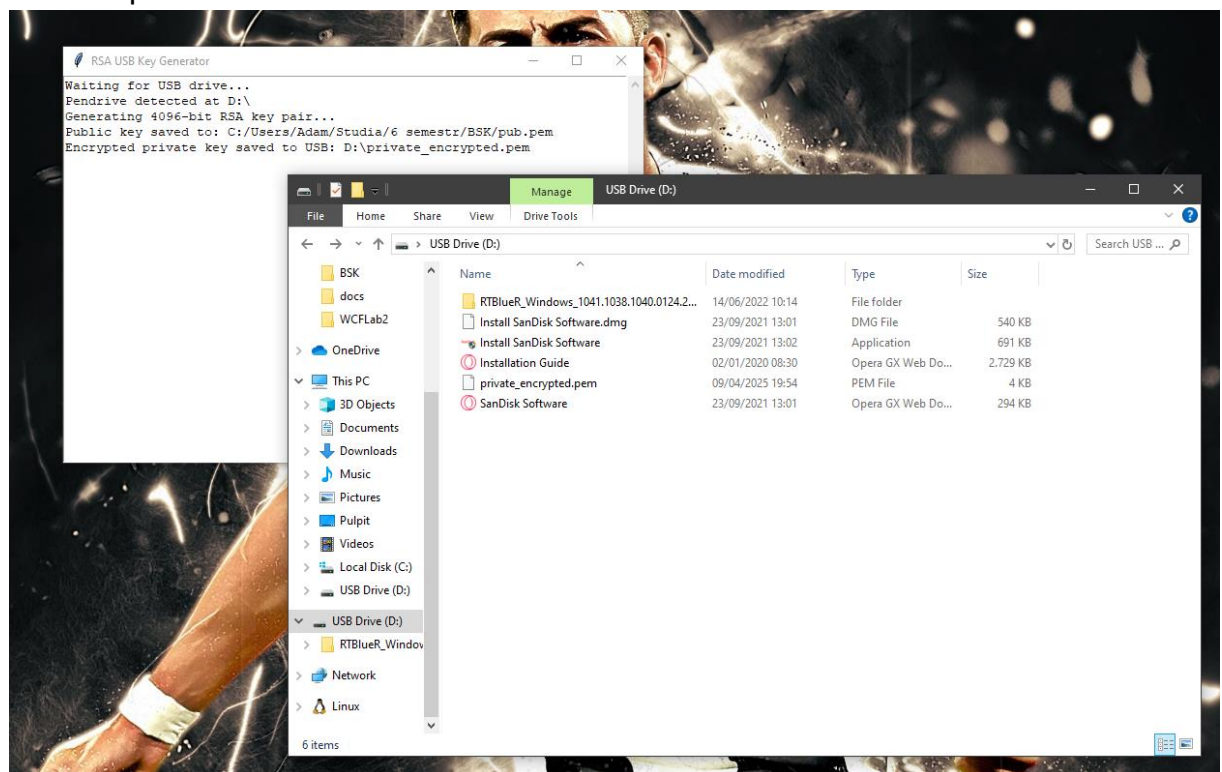 RSA USB Key Generator
Waiting for USB drive...
Pendrive detected at D:\
Generating 4096-bit RSA key pair...
Public key saved to: C:/Users/Adam/Studia/6 semestr/BSK/pub.pem
Encrypted private key saved to USB: D:\private_encrypted.pem
Manage USB Drive (D:)
File Home Share View Drive Tools
USB Drive (D:) Search USB ...
BSK
docs
WCFLab2
OneDrive
This PC
3D Objects
Documents
Downloads
Music
Pictures
Pulpit
Videos
Local Disk (C:)
USB Drive (D:)
USB Drive (D:)
RTBlueR_Window
Network
Linux
Name Date modified Type Size
RTBlueR_Windows_1041.1038.1040.0124.2... 14/06/2022 10:14 File folder
Install SanDisk Software.dmg 23/09/2021 13:01 DMG File 540 KB
Install SanDisk Software 23/09/2021 13:02 Application 691 KB
Installation Guide 02/01/2020 08:30 Opera GX Web Do... 2.729 KB
private_encrypted.pem 09/04/2025 19:54 PEM File 4 KB
SanDisk Software 23/09/2021 13:01 Opera GX Web Do... 294 KB
6 items